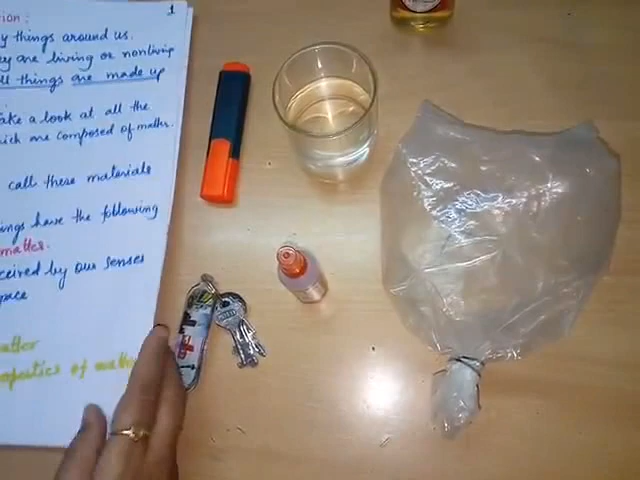 1
y things around us.
ey are living or nonliving
ll things are made up
ake a look at all the
ich are composed of matter.
call these materials
ings have the following
matter.
ceived by our senses
pace
atter
operties of